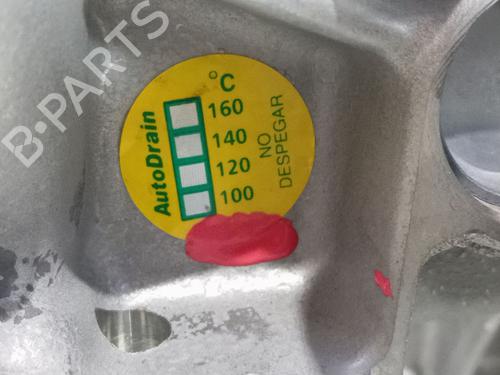 B-PARTS
°C
160
140
120
100
AutoDrain
NO
DESPEGAR